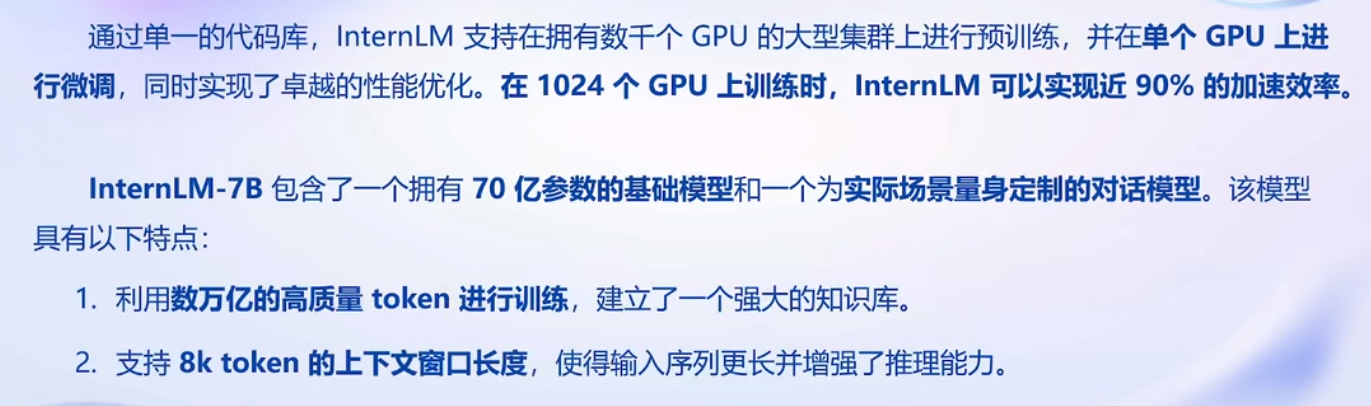 通过单一的代码库，InternLM 支持在拥有数千个 GPU 的大型集群上进行预训练，并在单个 GPU 上进
行微调，同时实现了卓越的性能优化。在 1024 个 GPU 上训练时，InternLM 可以实现近 90% 的加速效率。
InternLM-7B 包含了一个拥有 70 亿参数的基础模型和一个为实际场景量身定制的对话模型。该模型
具有以下特点：
1. 利用数万亿的高质量 token 进行训练，建立了一个强大的知识库。
2. 支持 8k token 的上下文窗口长度，使得输入序列更长并增强了推理能力。